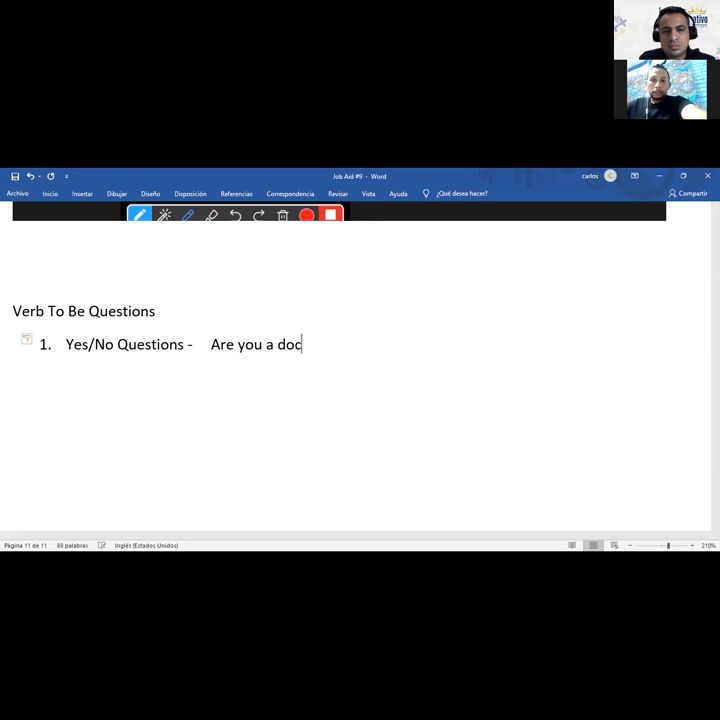 ativo
Job Aid #9 - Word
carlos
C
Archivo Inicio Insertar Dibujar Diseño Disposición Referencias Correspondencia Revisar Vista Ayuda ¿Qué desea hacer? Compartir
Verb To Be Questions
1. Yes/No Questions - Are you a doc
Página 11 de 11 89 palabras Inglés (Estados Unidos) 210%